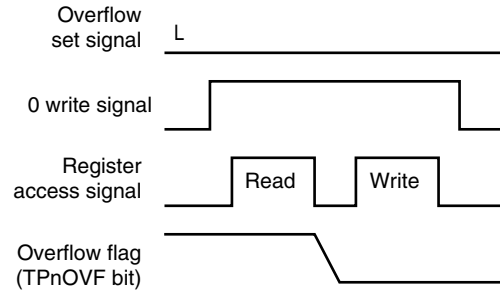 Overflow
set signal
L
0 write signal
Register
access signal
Read
Write
Overflow flag
(TPnOVF bit)